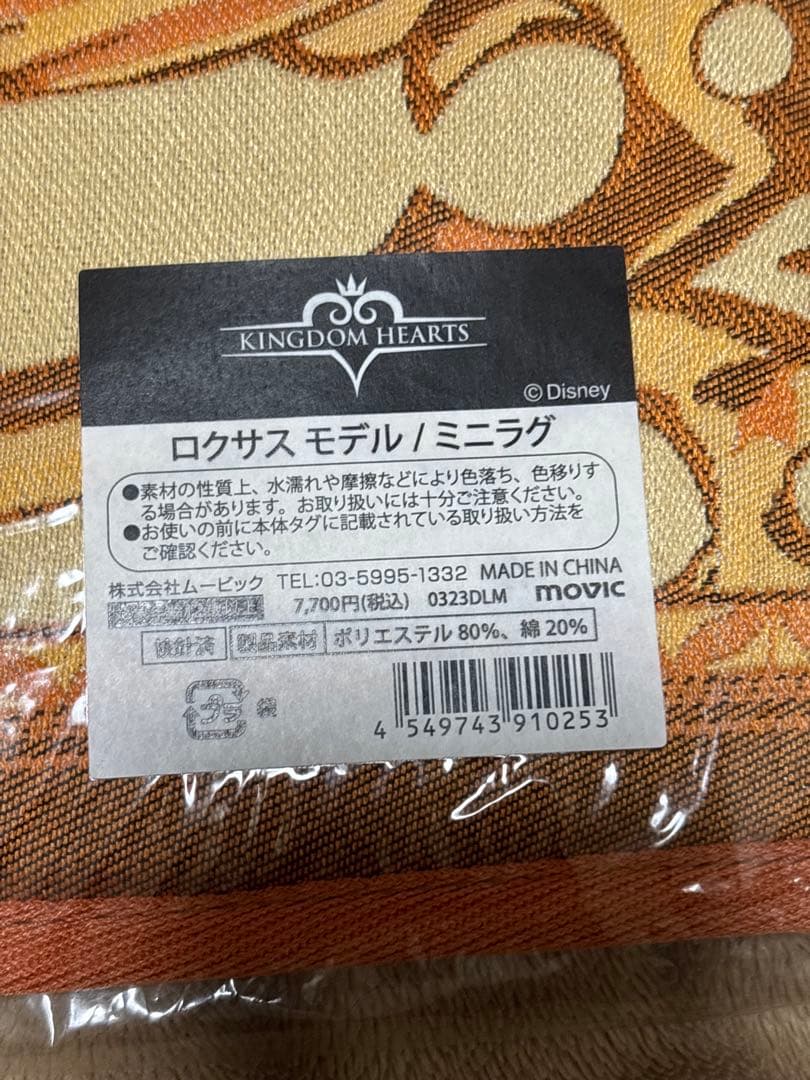 KINGDOM HEARTS
© Disney
ロクサス モデル / ミニラグ
●素材の性質上、水濡れや摩擦などにより色落ち、色移りす
る場合があります。お取り扱いには十分ご注意ください。
●お使いの前に本体タグに記載されている取り扱い方法を
ご確認ください。
株式会社ムービック TEL:03-5995-1332 MADE IN CHINA
7,700円(税込) 0323DLM movic
製品素材 ポリエステル 80%、綿 20%
プラ 袋
4 549743 910253